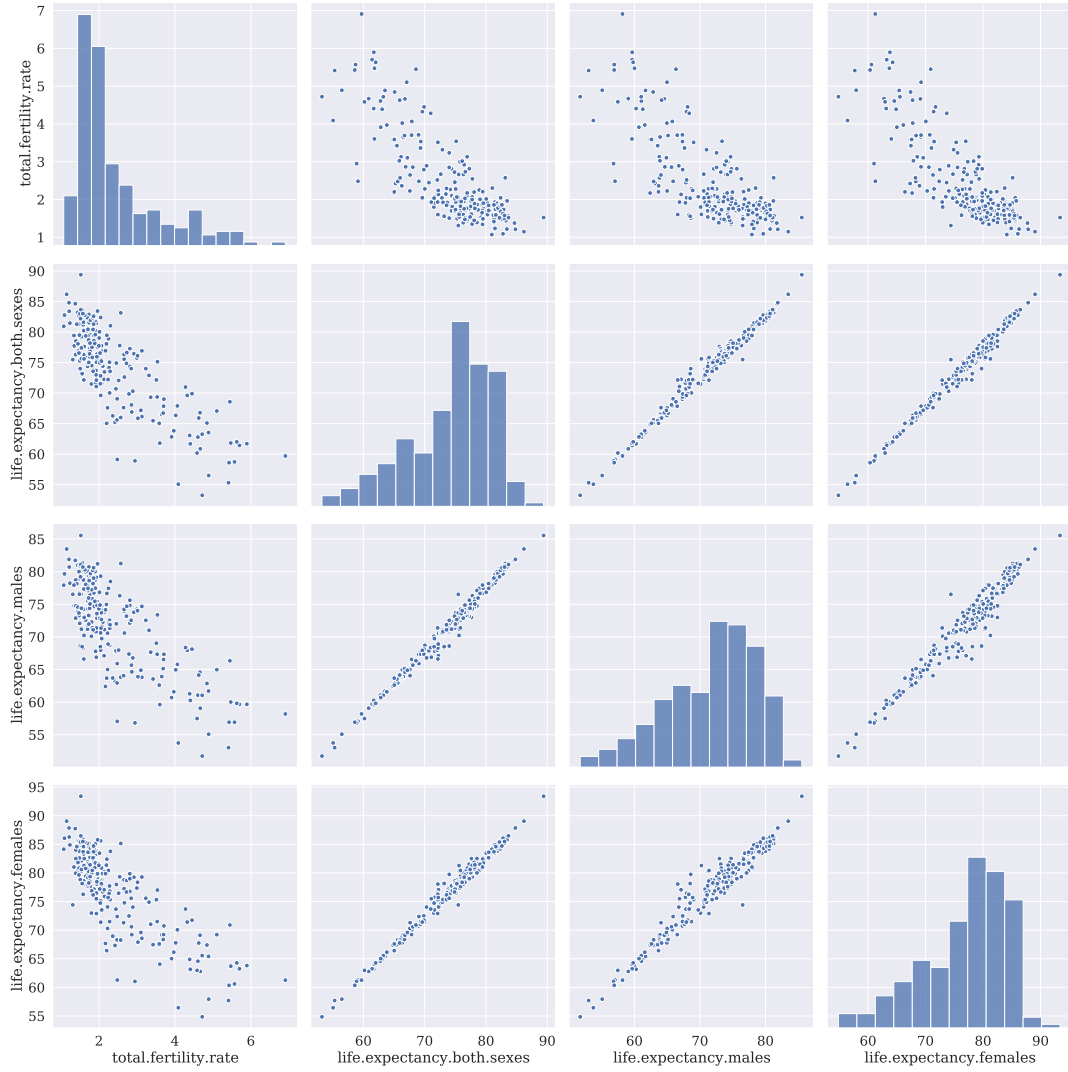 7
6
5
4
3
2
1
total.fertility.rate
90
85
80
75
70
65
60
55
life.expectancy.both.sexes
85
80
75
70
65
60
55
life.expectancy.males
95
90
85
80
75
70
65
60
55
life.expectancy.females
2 4 6
total.fertility.rate
60 70 80 90
life.expectancy.both.sexes
60 70 80
life.expectancy.males
60 70 80 90
life.expectancy.females